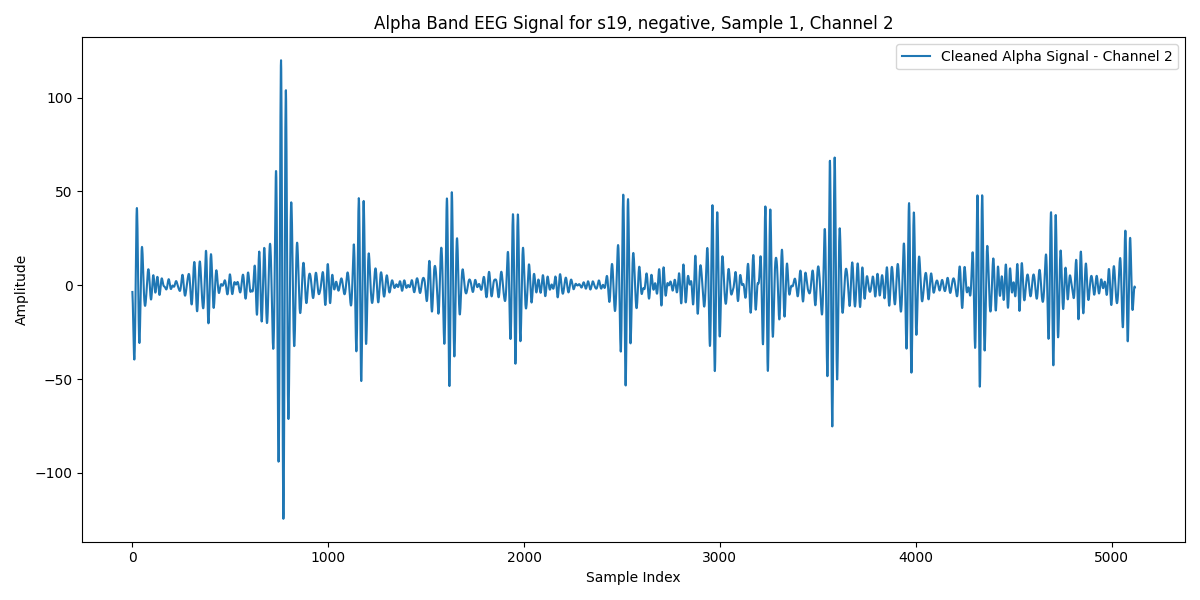 Alpha Band EEG Signal for s19, negative, Sample 1, Channel 2
Cleaned Alpha Signal - Channel 2
Amplitude
100
50
0
−50
−100
0 1000 2000 3000 4000 5000
Sample Index